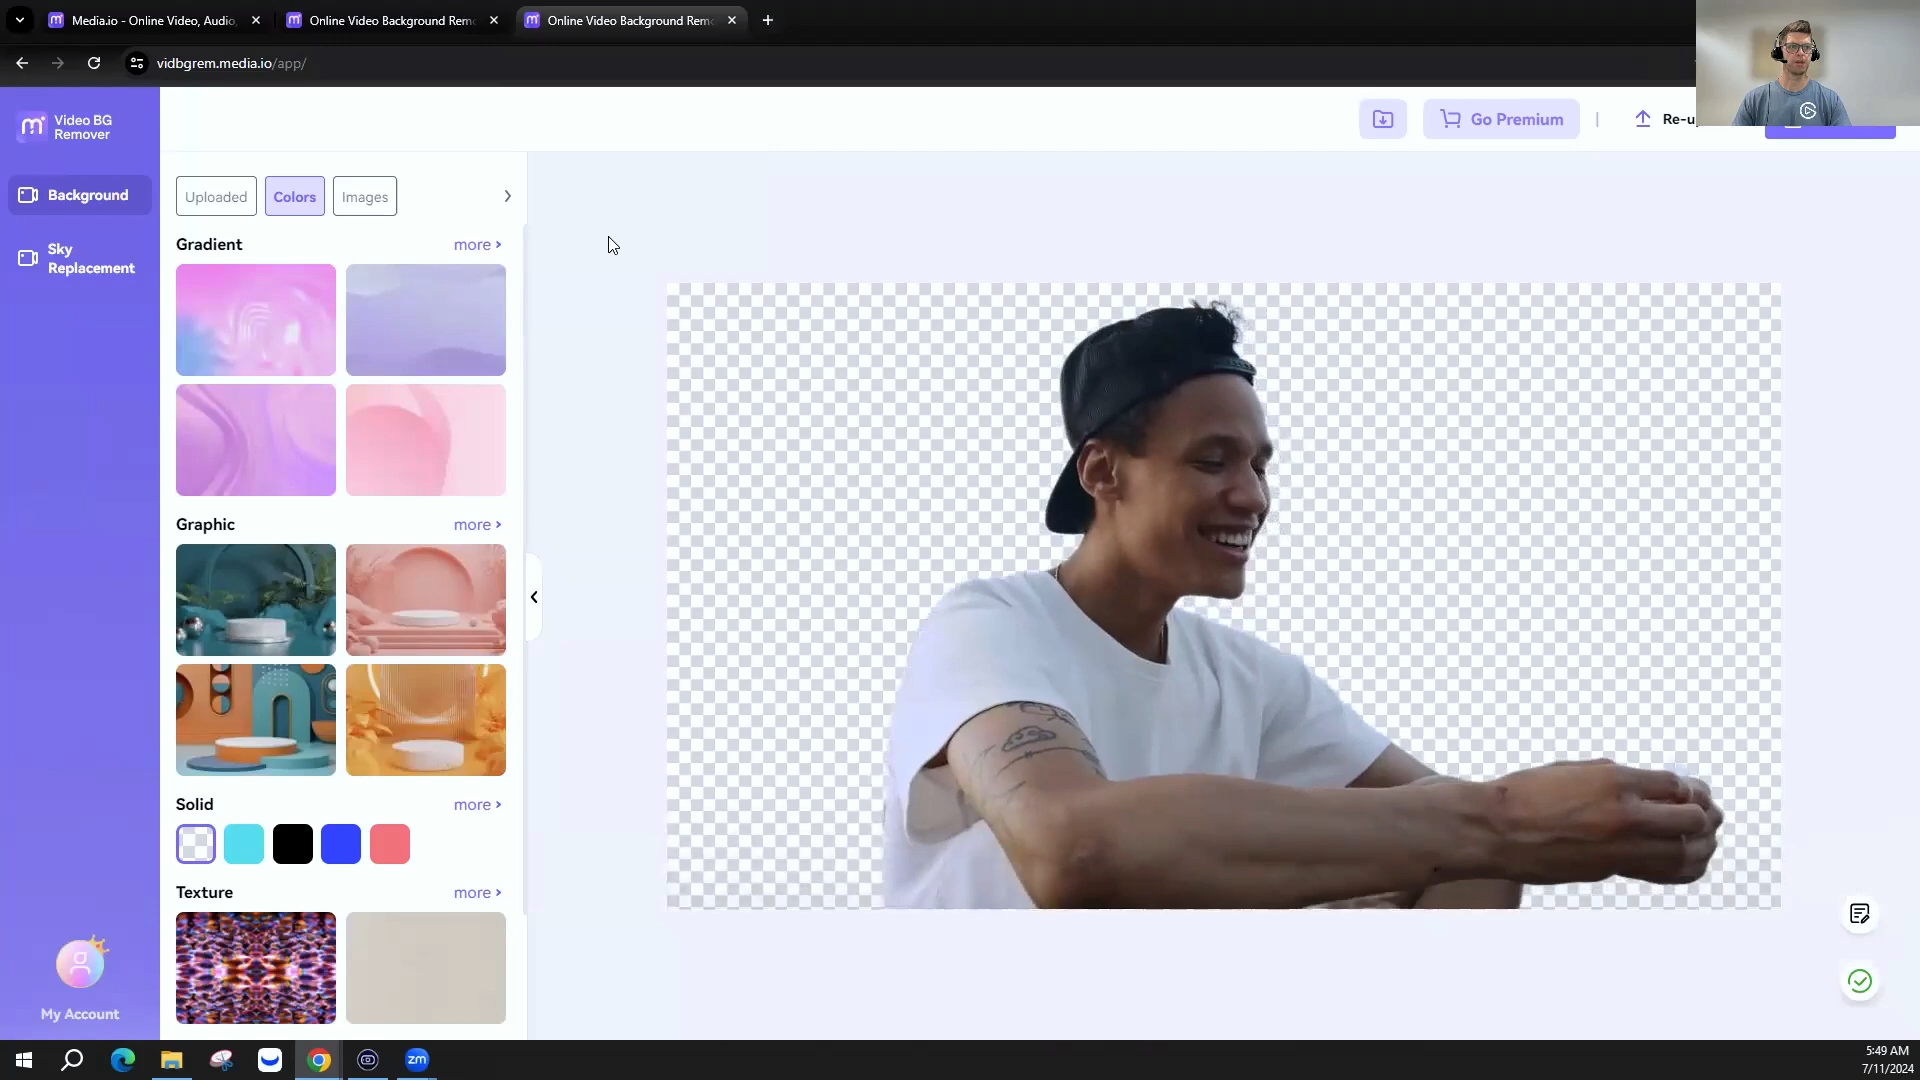 Media.io - Online Video, Audio,
Online Video Background Rem
Online Video Background Rem
vidbgrem.media.io/app/
Video BG
Remover
Go Premium
Re-u
Background
Sky
Replacement
Uploaded
Colors
Images
Gradient
more
Graphic
more
Solid
more
Texture
more
My Account
zm
5:49 AM
7/11/2024